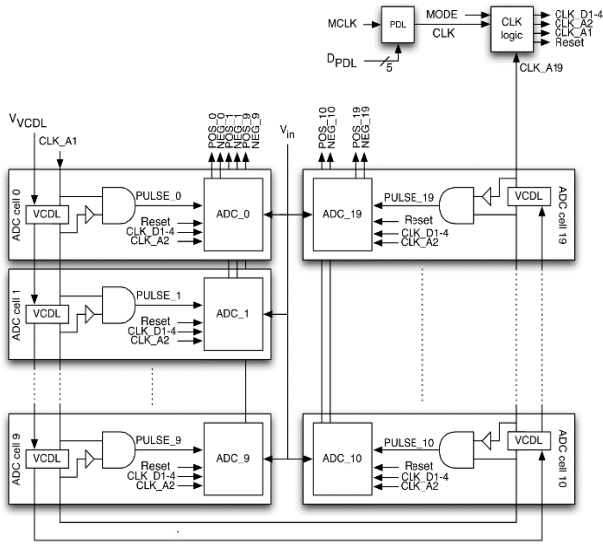 MCLK
PDL
MODE
CLK
CLK logic
CLK_D1-4
CLK_A2
CLK_A1
Reset
D_PDL
5
CLK_A19
V_VCDL
CLK_A1
POS_0
NEG_0
POS_1
NEG_1
POS_9
NEG_9
V_in
POS_10
NEG_10
POS_19
NEG_19
ADC cell 0
VCDL
PULSE_0
Reset
CLK_D1-4
CLK_A2
ADC_0
ADC_19
PULSE_19
Reset
CLK_D1-4
CLK_A2
VCDL
ADC cell 19
ADC cell 1
VCDL
PULSE_1
Reset
CLK_D1-4
CLK_A2
ADC_1
ADC cell 9
VCDL
PULSE_9
Reset
CLK_D1-4
CLK_A2
ADC_9
ADC_10
PULSE_10
Reset
CLK_D1-4
CLK_A2
VCDL
ADC cell 10